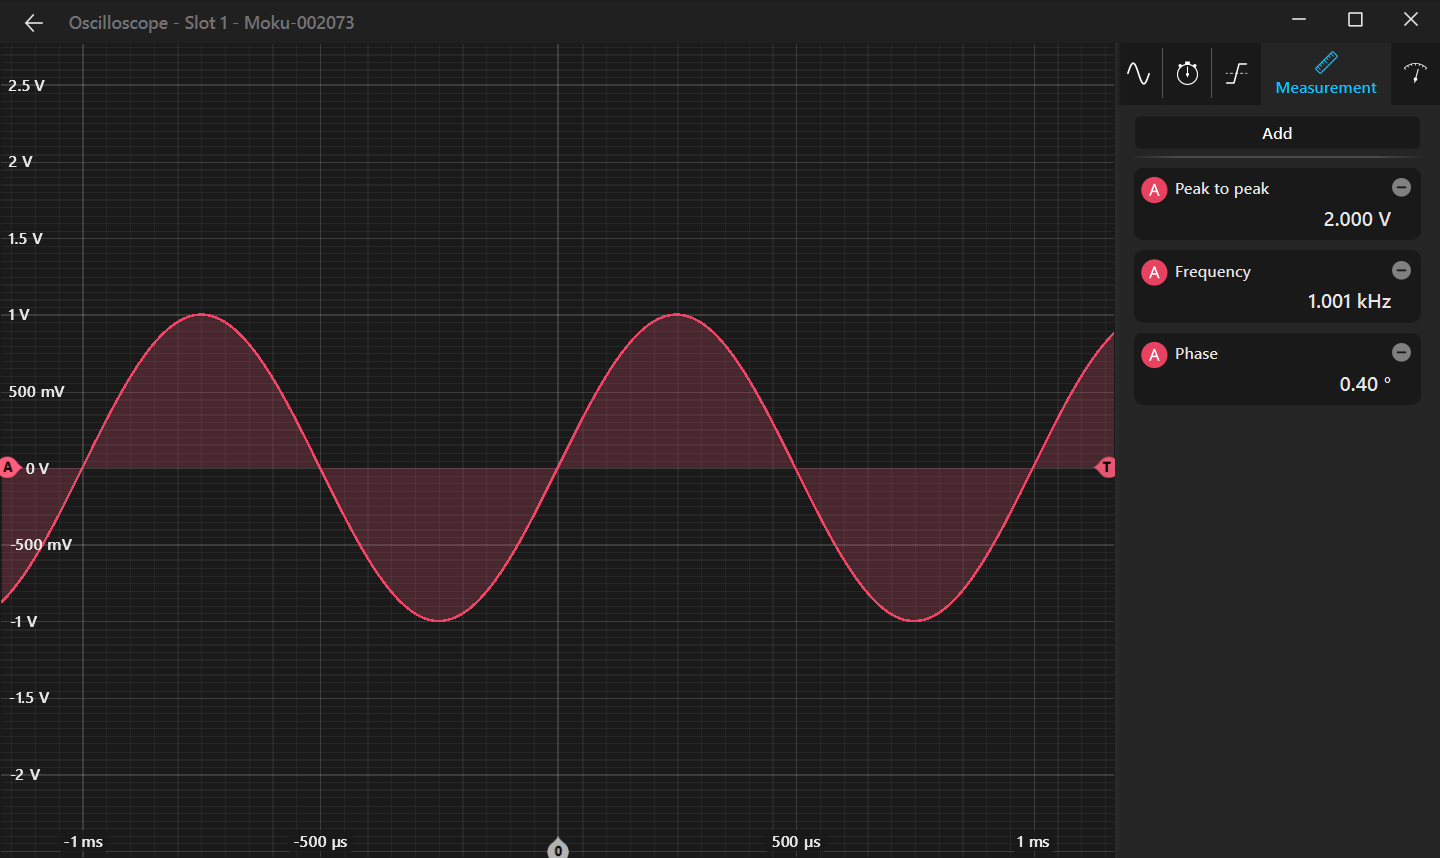 Oscilloscope - Slot 1 - Moku-002073
Measurement
Add
A Peak to peak
2.000 V
A Frequency
1.001 kHz
A Phase
0.40 °
2.5 V
2 V
1.5 V
1 V
500 mV
A 0 V T
-500 mV
-1 V
-1.5 V
-2 V
-1 ms -500 µs 0 500 µs 1 ms